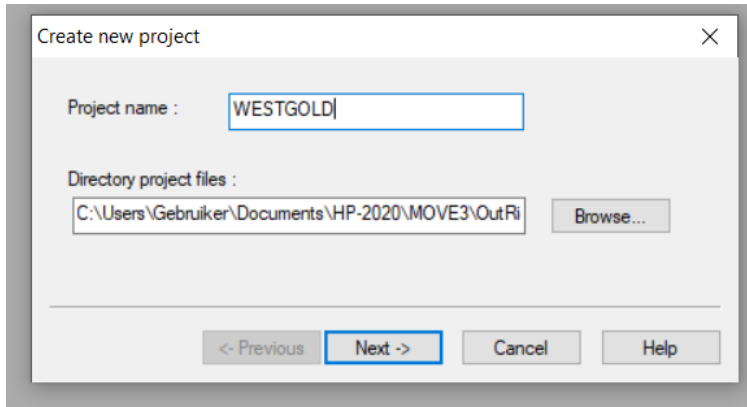 Create new project
Project name : WESTGOLD
Directory project files :
C:\Users\Gebruiker\Documents\HP-2020\MOVE3\OutRi Browse...
<- Previous Next -> Cancel Help